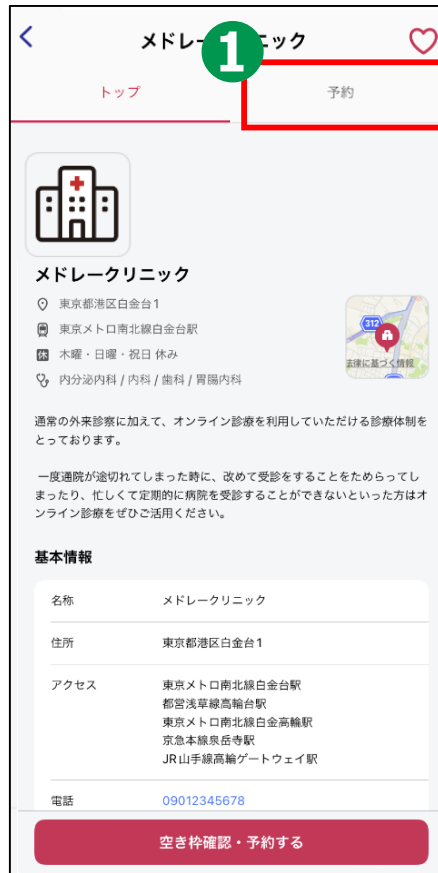 メドレー
ニック
1
トップ
予約
メドレークリニック
東京都港区白金台1
東京メトロ南北線白金台駅
休 木曜・日曜・祝日 休み
内分泌内科 / 内科 / 歯科 / 胃腸内科
312
法律に基づく情報
通常の外来診察に加えて、オンライン診療を利用していただける診療体制を
とっております。
一度通院が途切れてしまった時に、改めて受診をすることをためらってし
まったり、忙しくて定期的に病院を受診することができないといった方はオ
ンライン診療をぜひご活用ください。
基本情報
名称 メドレークリニック
住所 東京都港区白金台1
アクセス 東京メトロ南北線白金台駅
都営浅草線高輪台駅
東京メトロ南北線白金高輪駅
京急本線泉岳寺駅
JR山手線高輪ゲートウェイ駅
電話 09012345678
空き枠確認・予約する